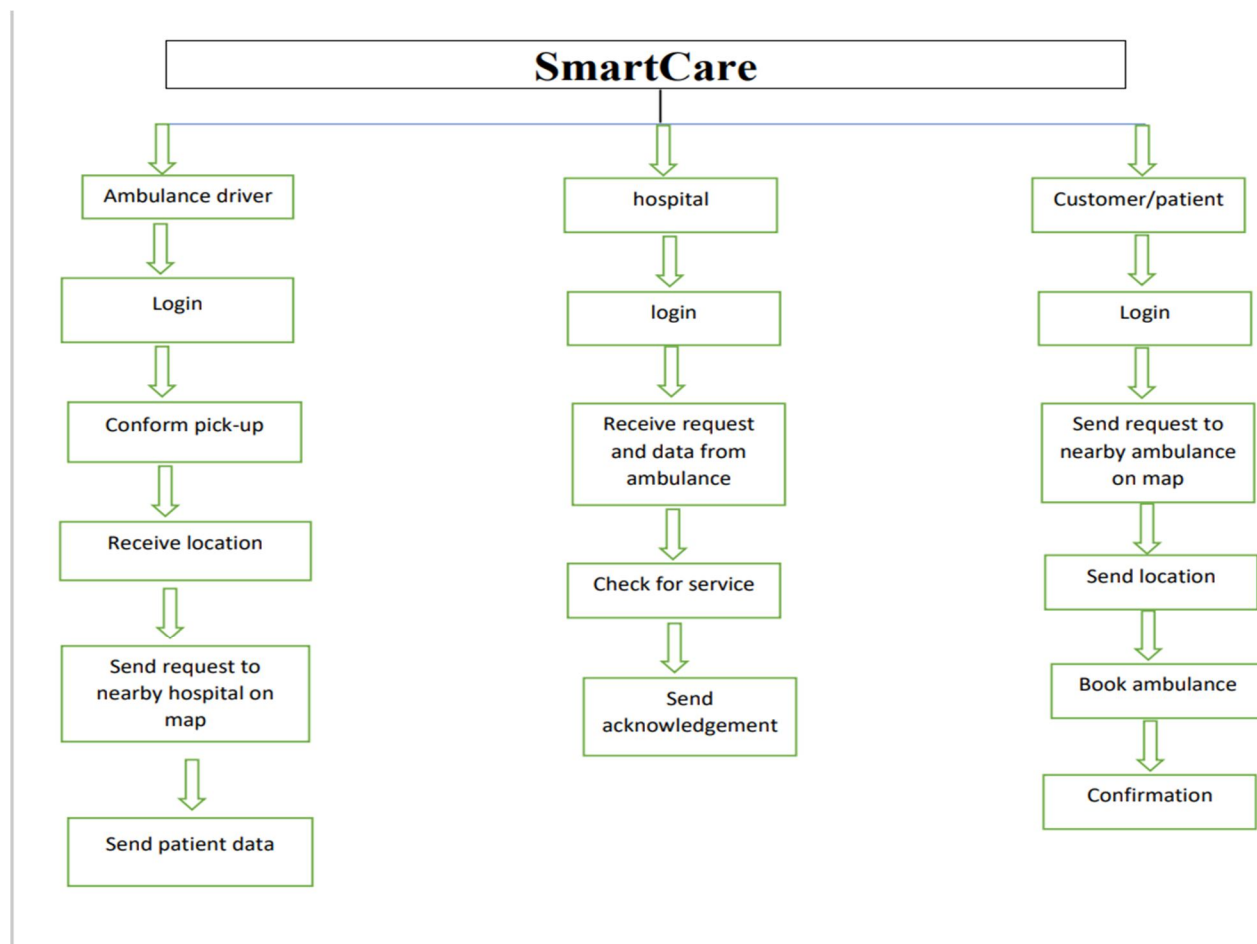 SmartCare
Ambulance driver
Login
Conform pick-up
Receive location
Send request to
nearby hospital on
map
Send patient data
hospital
login
Receive request
and data from
ambulance
Check for service
Send
acknowledgement
Customer/patient
Login
Send request to
nearby ambulance
on map
Send location
Book ambulance
Confirmation